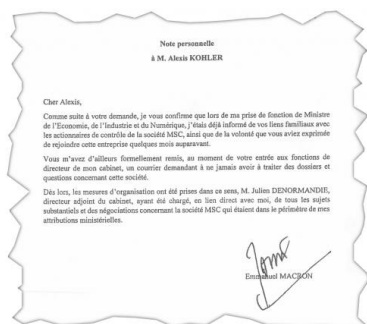 Note personnelle
à M. Alexis KOHLER
Cher Alexis,
Comme suite à votre demande, je vous confirme que lors de ma prise de fonction de Ministre
de l'Economie, de l'Industrie et du Numérique, j'étais déjà informé de vos liens familiaux avec
les actionnaires de contrôle de la société MSC, ainsi que de la volonté que vous aviez exprimée
de rejoindre cette entreprise quelques mois auparavant.
Vous m'avez d'ailleurs formellement remis, au moment de votre entrée aux fonctions de
directeur de mon cabinet, un courrier demandant à ne jamais avoir à traiter des dossiers et
questions concernant cette société.
Dès lors, les mesures d'organisation ont été prises dans ce sens, M. Julien DENORMANDIE,
directeur adjoint du cabinet, ayant été chargé, en lien direct avec moi, de tous les sujets
substantiels et des négociations concernant la société MSC qui étaient dans le périmètre de mes
attributions ministérielles.
Emmanuel MACRON